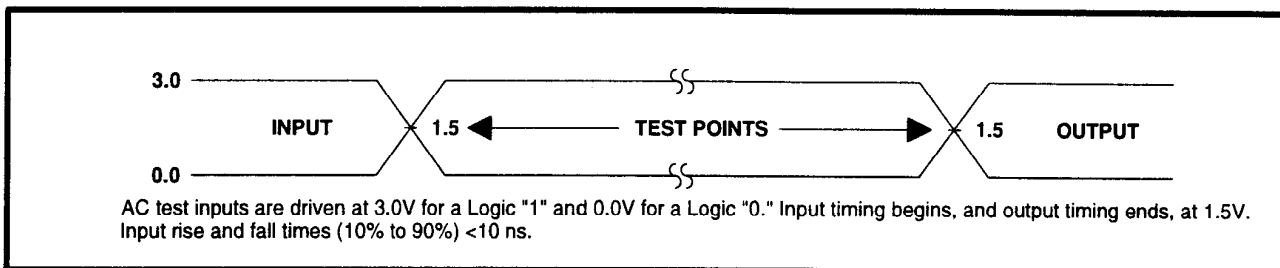 3.0
INPUT 1.5 TEST POINTS 1.5 OUTPUT
0.0
AC test inputs are driven at 3.0V for a Logic "1" and 0.0V for a Logic "0." Input timing begins, and output timing ends, at 1.5V.
Input rise and fall times (10% to 90%) <10 ns.